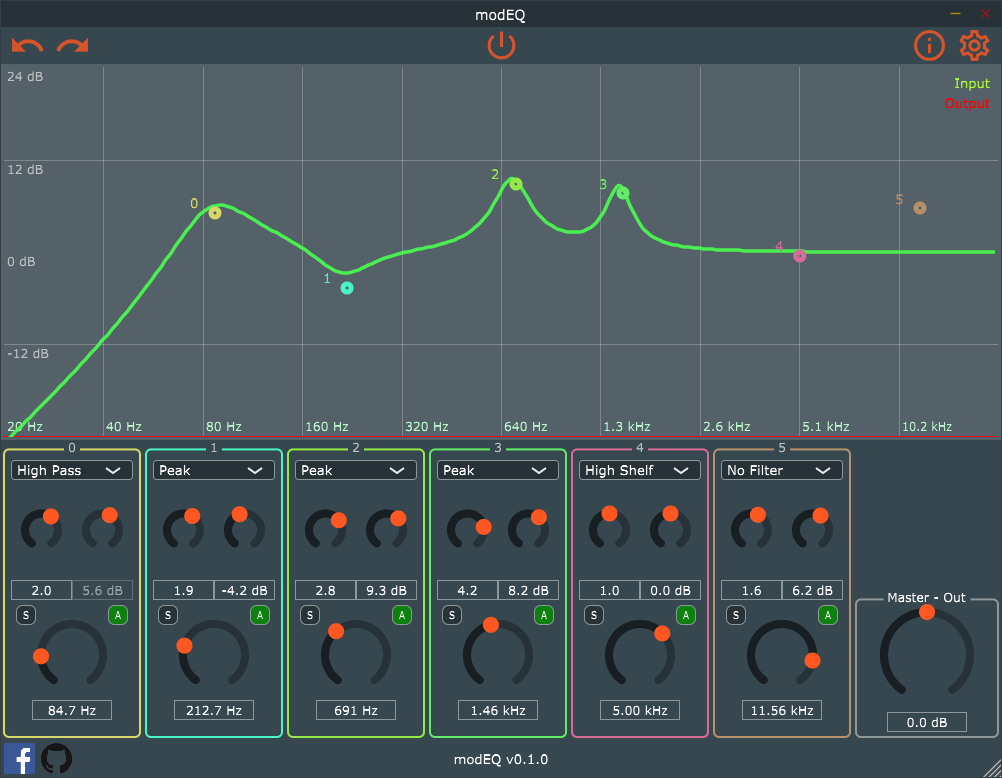 modEQ
24 dB
Input
Output
12 dB
2
3
0
5
4
0 dB
1
-12 dB
20 Hz 40 Hz 80 Hz 160 Hz 320 Hz 640 Hz 1.3 kHz 2.6 kHz 5.1 kHz 10.2 kHz
0 1 2 3 4 5
High Pass Peak Peak Peak High Shelf No Filter
2.0 5.6 dB 1.9 -4.2 dB 2.8 9.3 dB 4.2 8.2 dB 1.0 0.0 dB 1.6 6.2 dB
Master - Out
S A S A S A S A S A S A
84.7 Hz 212.7 Hz 691 Hz 1.46 kHz 5.00 kHz 11.56 kHz
0.0 dB
f
modEQ v0.1.0